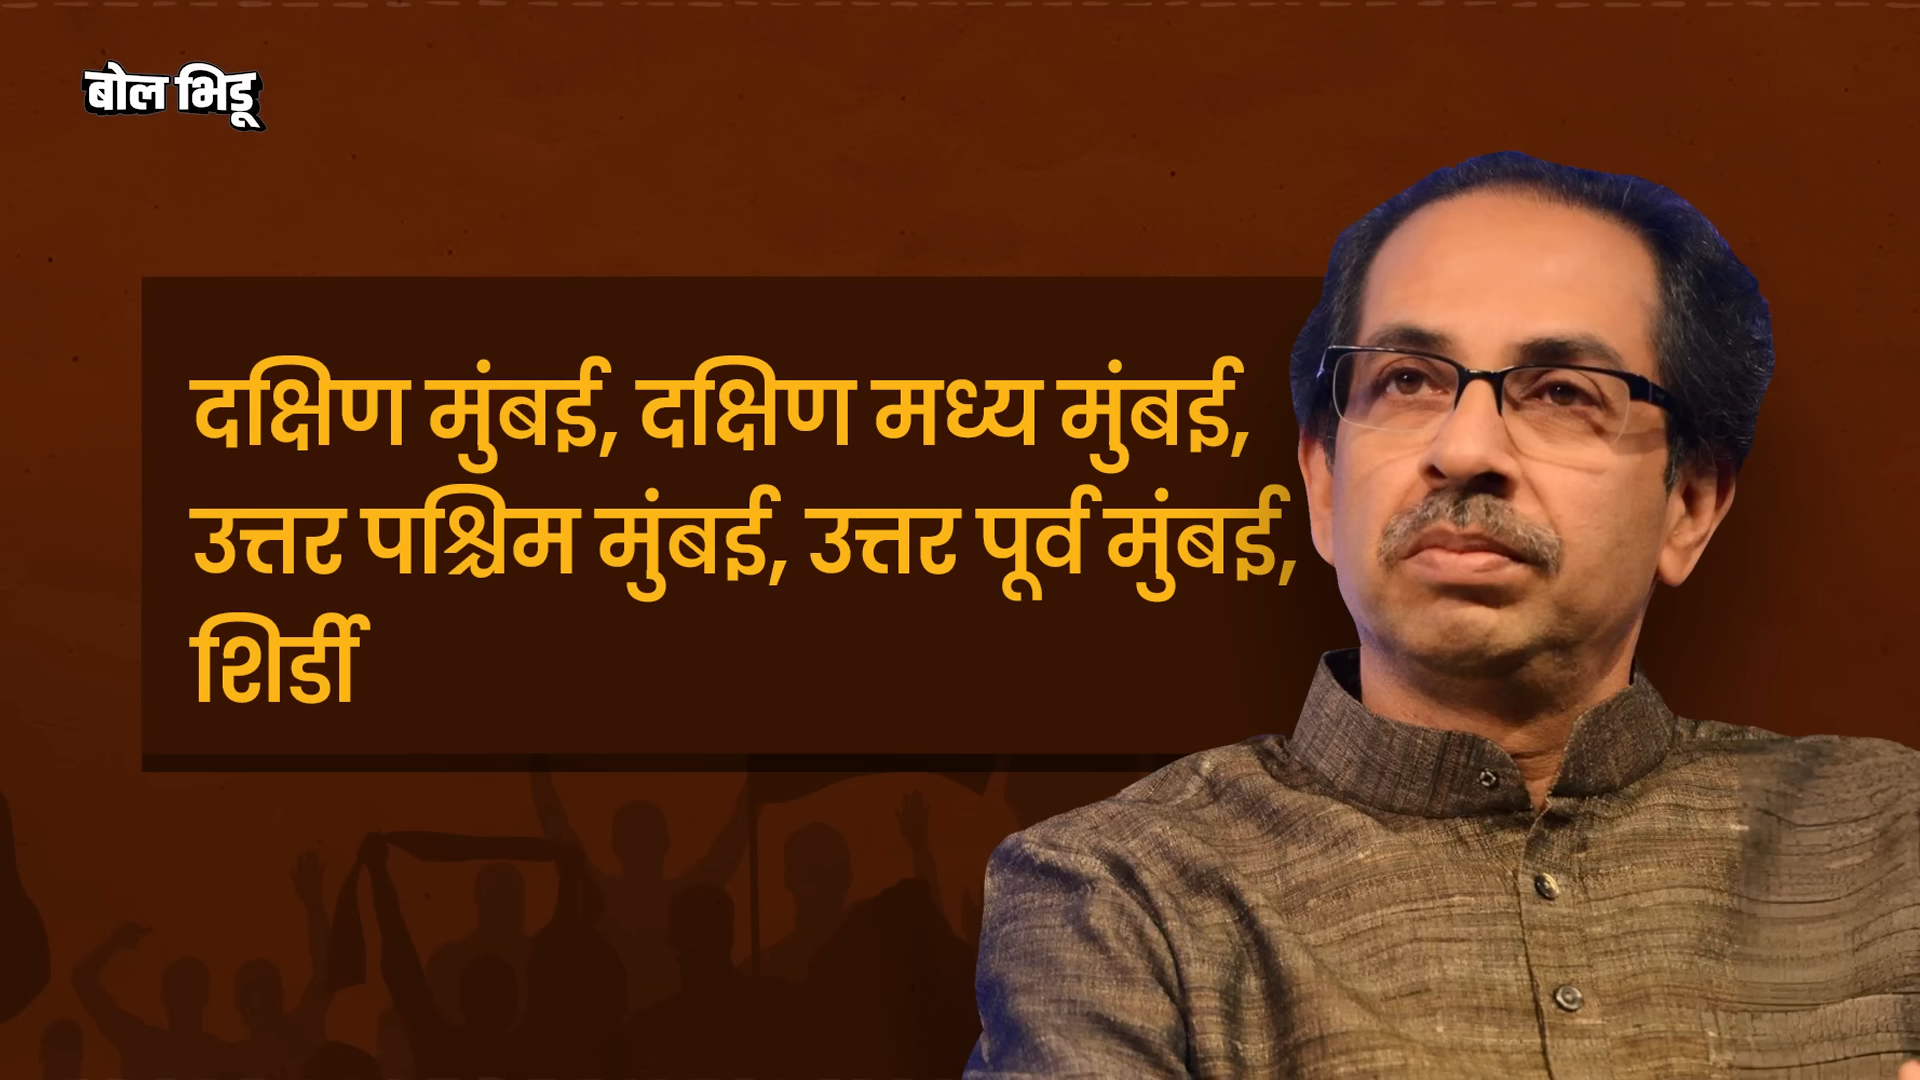 बोल भिडू
दक्षिण मुंबई, दक्षिण मध्य मुंबई,
उत्तर पश्चिम मुंबई, उत्तर पूर्व मुंबई,
शिर्डी